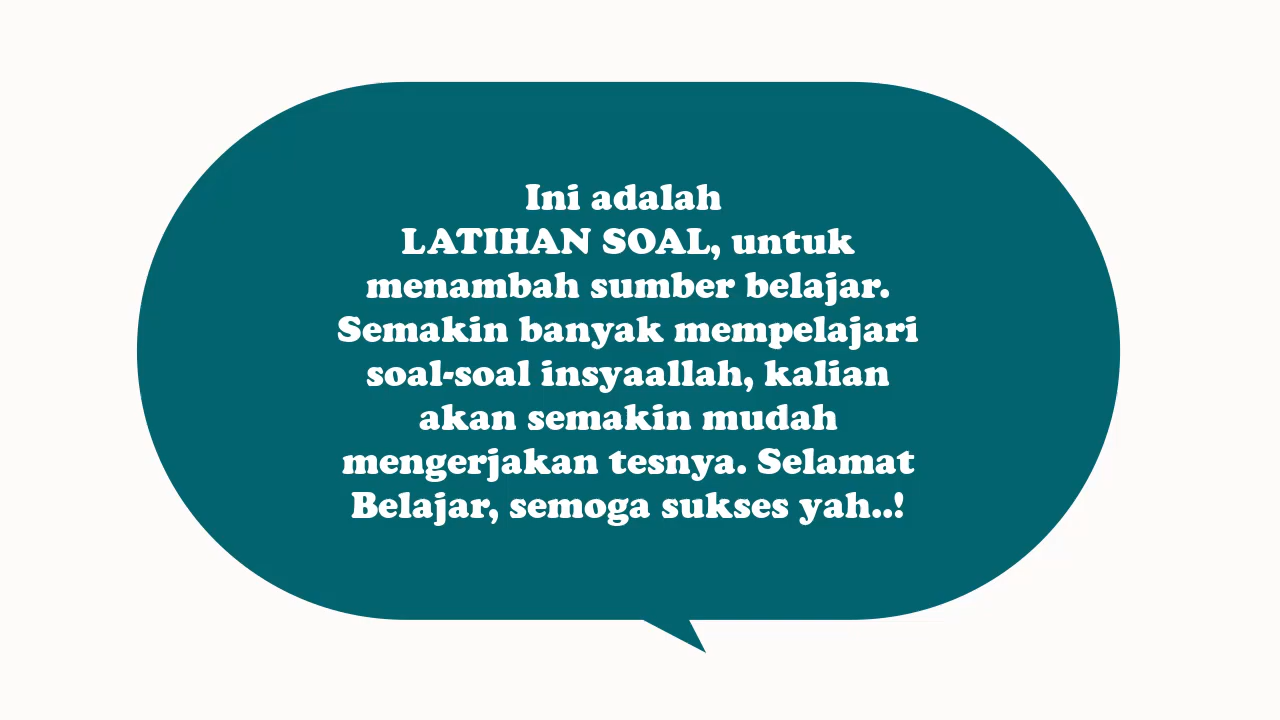 Ini adalah
LATIHAN SOAL, untuk
menambah sumber belajar.
Semakin banyak mempelajari
soal-soal insyaallah, kalian
akan semakin mudah
mengerjakan tesnya. Selamat
Belajar, semoga sukses yah..!